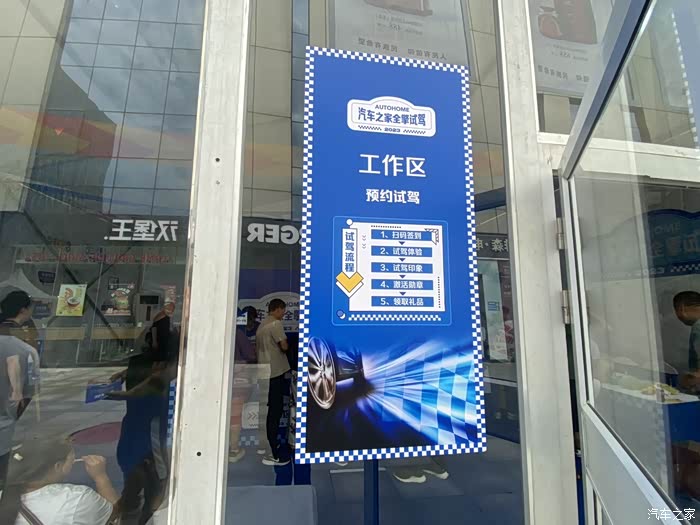 AUTOHOME
汽车之家全擎试驾
2023
工作区
预约试驾
试驾流程
1、扫码签到
2、试驾体验
3、试驾印象
4、激活勋章
5、领取礼品
汉堡王
汽车之家